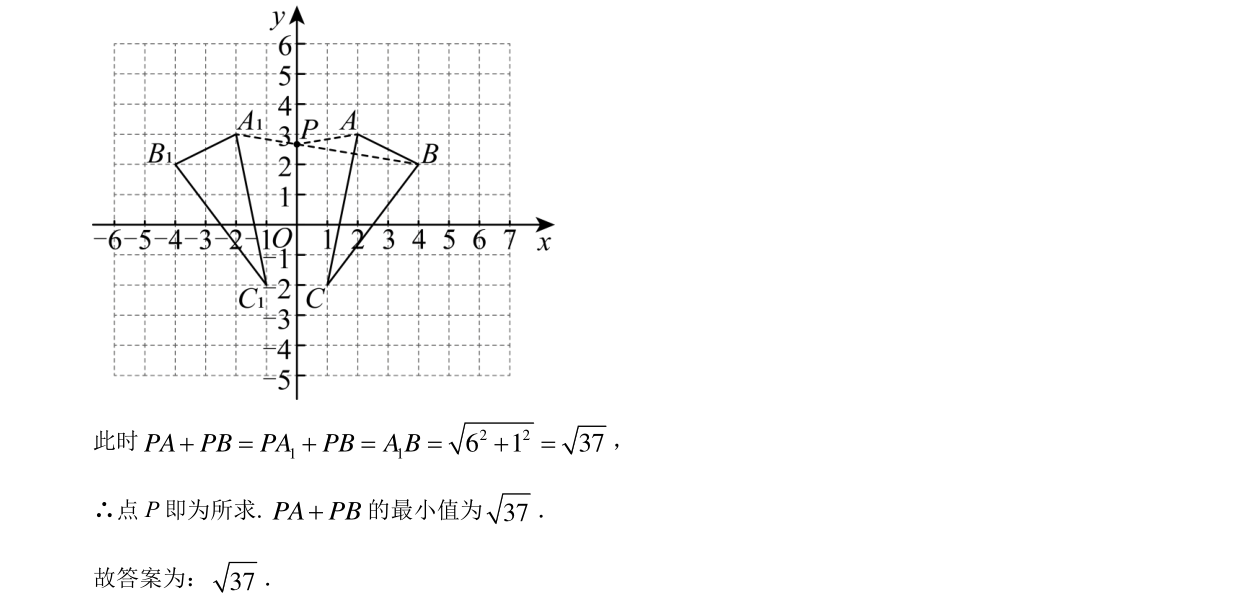 y
6
5
4
A₁ P A
3
B₁ B
2
1
−6 −5 −4 −3 −2 −1 O 1 2 3 4 5 6 7 x
−1
−2
C₁ C
−3
−4
−5
此时 PA + PB = PA₁ + PB = A₁B = √(6² + 1²) = √37 ,
∴点 P 即为所求. PA + PB 的最小值为 √37 .
故答案为: √37 .